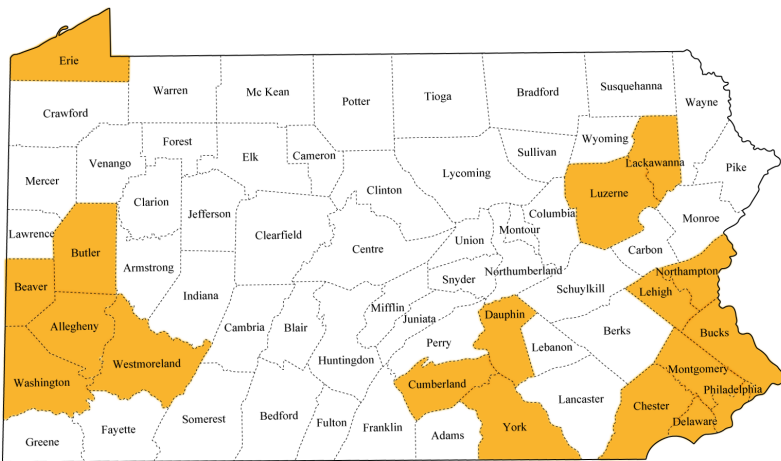 Erie
Warren
Mc Kean
Potter
Tioga
Bradford
Susquehanna
Wayne
Crawford
Forest
Wyoming
Sullivan
Cameron
Elk
Venango
Lackawanna
Pike
Mercer
Lycoming
Clinton
Luzerne
Clarion
Jefferson
Columbia
Monroe
Lawrence
Montour
Clearfield
Union
Centre
Butler
Carbon
Armstrong
Northumberland
Northampton
Snyder
Beaver
Schuylkill
Lehigh
Indiana
Mifflin
Dauphin
Juniata
Allegheny
Cambria
Blair
Berks
Bucks
Perry
Lebanon
Huntingdon
Westmoreland
Montgomery
Washington
Cumberland
Philadelphia
Lancaster
Chester
Bedford
Somerset
Fulton
Franklin
Delaware
Fayette
York
Adams
Greene